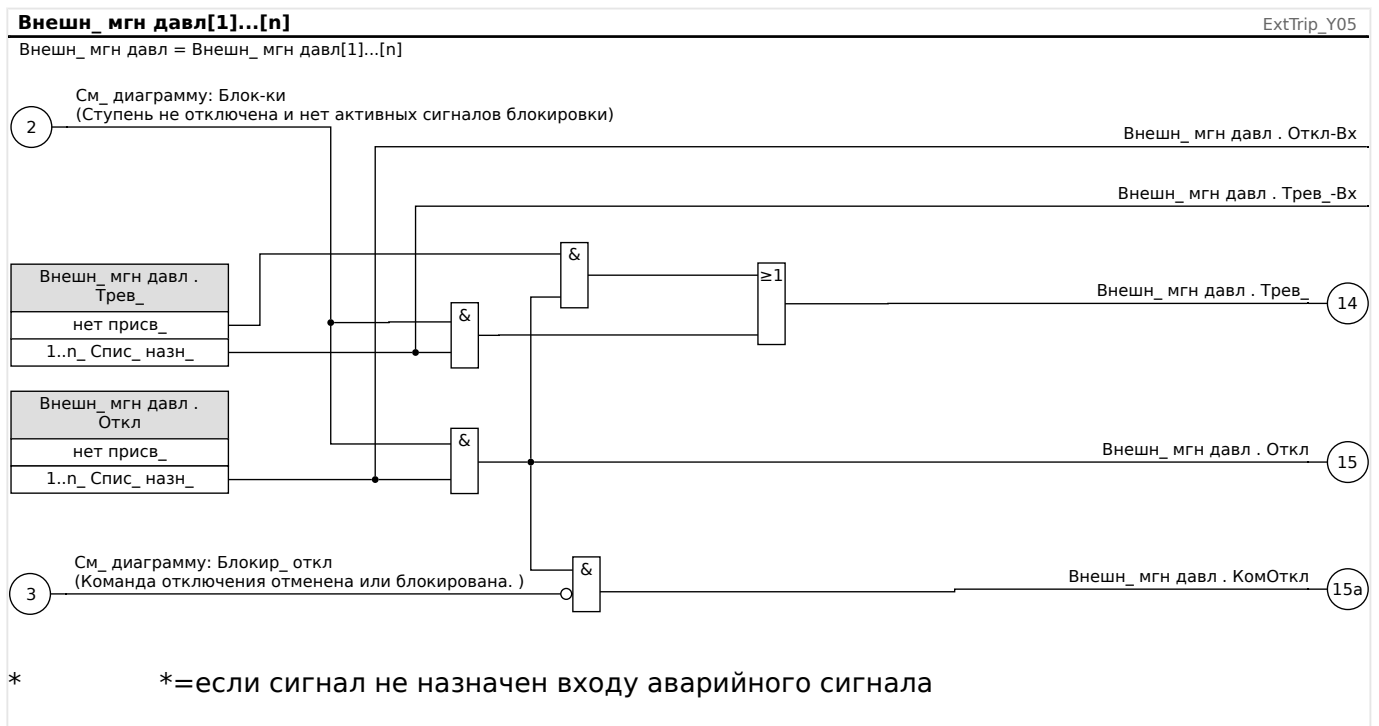 Внешн_ мгн давл[1]...[n]
ExtTrip_Y05
Внешн_ мгн давл = Внешн_ мгн давл[1]...[n]
См_ диаграмму: Блок-ки
(Ступень не отключена и нет активных сигналов блокировки)
2
Внешн_ мгн давл . Откл-Вх
Внешн_ мгн давл . Трев_-Вх
&
Внешн_ мгн давл .
Трев_
нет присв_
1..n_ Спис_ назн_
&
≥1
Внешн_ мгн давл . Трев_
14
Внешн_ мгн давл .
Откл
нет присв_
1..n_ Спис_ назн_
&
Внешн_ мгн давл . Откл
15
См_ диаграмму: Блокир_ откл
(Команда отключения отменена или блокирована. )
3
&
Внешн_ мгн давл . КомОткл
15a
* *=если сигнал не назначен входу аварийного сигнала